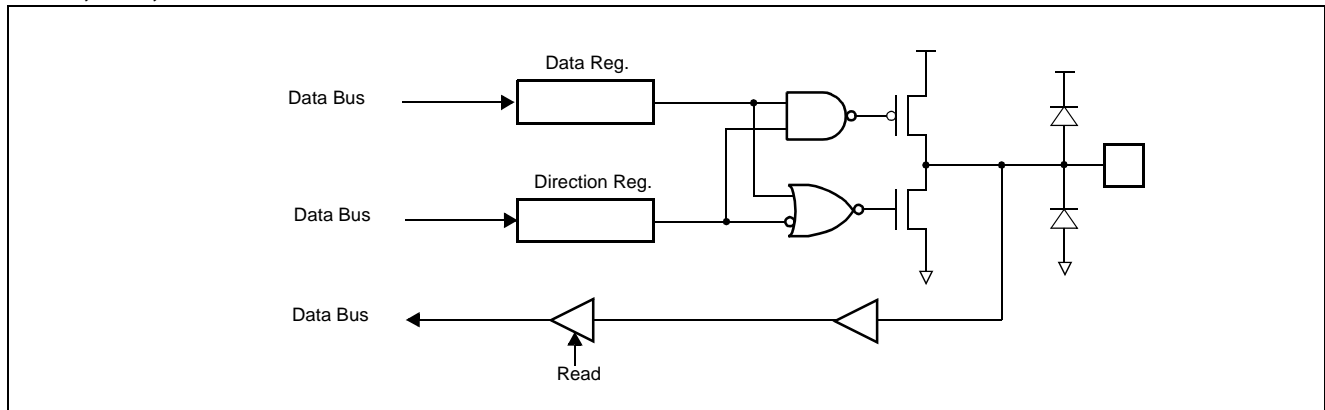 Data Reg.
Data Bus
Direction Reg.
Data Bus
Data Bus
Read